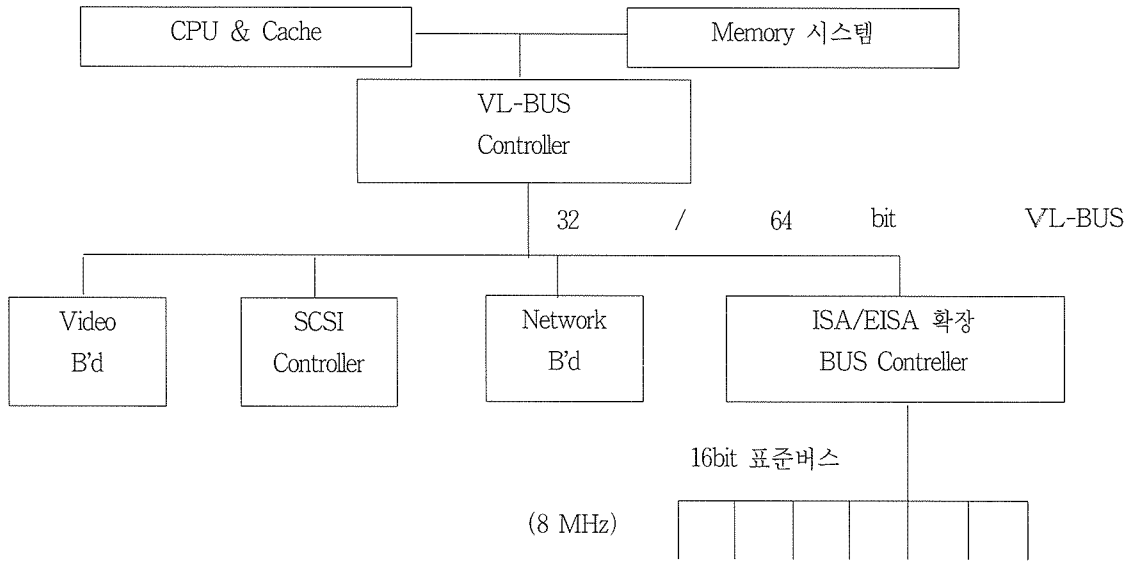 CPU & Cache
Memory 시스템
VL-BUS
Controller
32 / 64 bit VL-BUS
Video
B'd
SCSI
Controller
Network
B'd
ISA/EISA 확장
BUS Contreller
16bit 표준버스
(8 MHz)